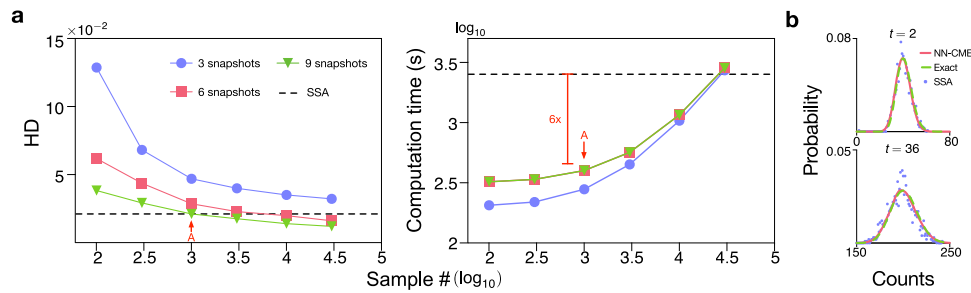 a
×10⁻²
15
10
5
HD
3 snapshots
6 snapshots
9 snapshots
SSA
A
2 2.5 3 3.5 4 4.5 5
log₁₀
4
3.5
3
2.5
2
Computation time (s)
6x
A
2 2.5 3 3.5 4 4.5 5
Sample # (log₁₀)
b
0.08
t = 2
NN-CME
Exact
SSA
0 80
Probability
0.05
t = 36
150 250
Counts